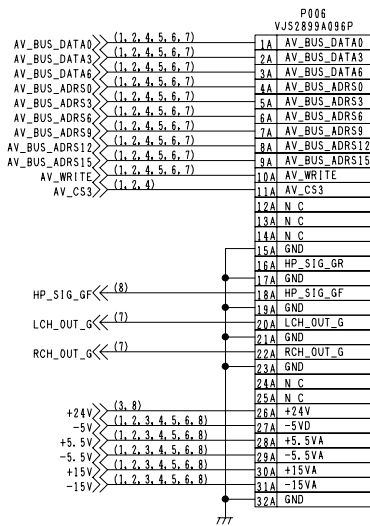 P006
VJS2899A096P
AV_BUS_DATA0 (1, 2, 4, 5, 6, 7) 1A AV_BUS_DATA0
AV_BUS_DATA3 (1, 2, 4, 5, 6, 7) 2A AV_BUS_DATA3
AV_BUS_DATA6 (1, 2, 4, 5, 6, 7) 3A AV_BUS_DATA6
AV_BUS_ADRS0 (1, 2, 4, 5, 6, 7) 4A AV_BUS_ADRS0
AV_BUS_ADRS3 (1, 2, 4, 5, 6, 7) 5A AV_BUS_ADRS3
AV_BUS_ADRS6 (1, 2, 4, 5, 6, 7) 6A AV_BUS_ADRS6
AV_BUS_ADRS9 (1, 2, 4, 5, 6, 7) 7A AV_BUS_ADRS9
AV_BUS_ADRS12 (1, 2, 4, 5, 6, 7) 8A AV_BUS_ADRS12
AV_BUS_ADRS15 (1, 2, 4, 5, 6, 7) 9A AV_BUS_ADRS15
AV_WRITE (1, 2, 4, 5, 6, 7) 10A AV_WRITE
AV_CS3 (1, 2, 4) 11A AV_CS3
12A N C
13A N C
14A N C
15A GND
16A HP_SIG_GR
17A GND
HP_SIG_GF (8) 18A HP_SIG_GF
19A GND
LCH_OUT_G (7) 20A LCH_OUT_G
21A GND
RCH_OUT_G (7) 22A RCH_OUT_G
23A GND
24A N C
25A N C
+24V (3, 8) 26A +24V
-5V (1, 2, 3, 4, 5, 6, 8) 27A -5VD
+5.5V (1, 2, 3, 4, 5, 6, 8) 28A +5.5VA
-5.5V (1, 2, 3, 4, 5, 6, 8) 29A -5.5VA
+15V (1, 2, 3, 4, 5, 6, 8) 30A +15VA
-15V (1, 2, 3, 4, 5, 6, 8) 31A -15VA
32A GND